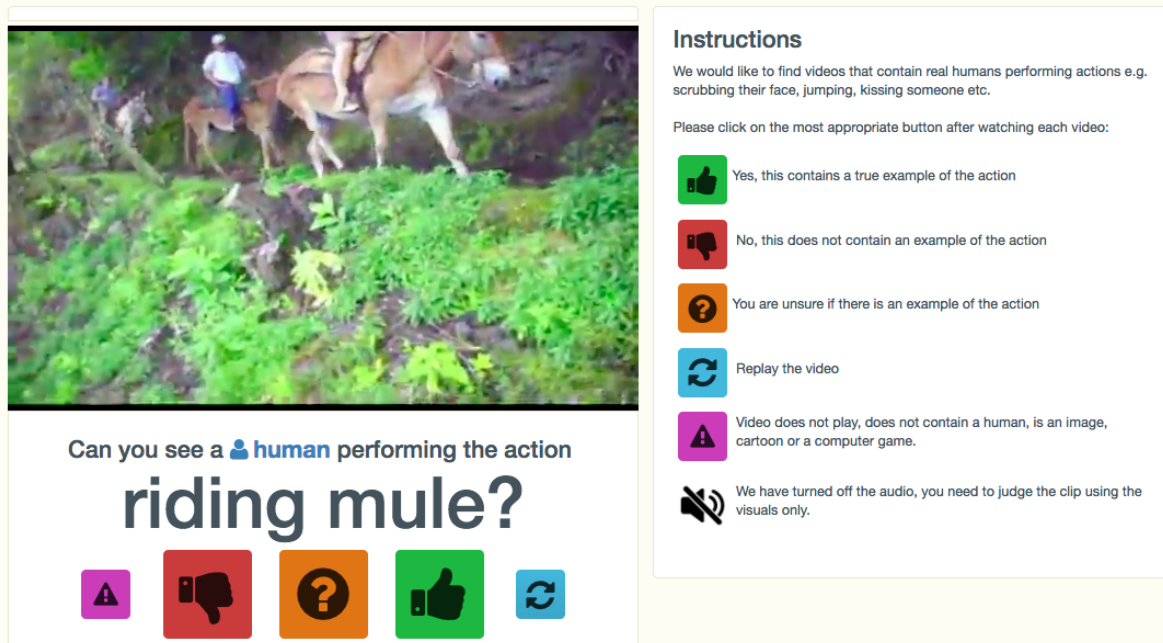 Can you see a human performing the action
riding mule?
Instructions
We would like to find videos that contain real humans performing actions e.g.
scrubbing their face, jumping, kissing someone etc.
Please click on the most appropriate button after watching each video:
Yes, this contains a true example of the action
No, this does not contain an example of the action
You are unsure if there is an example of the action
Replay the video
Video does not play, does not contain a human, is an image,
cartoon or a computer game.
We have turned off the audio, you need to judge the clip using the
visuals only.